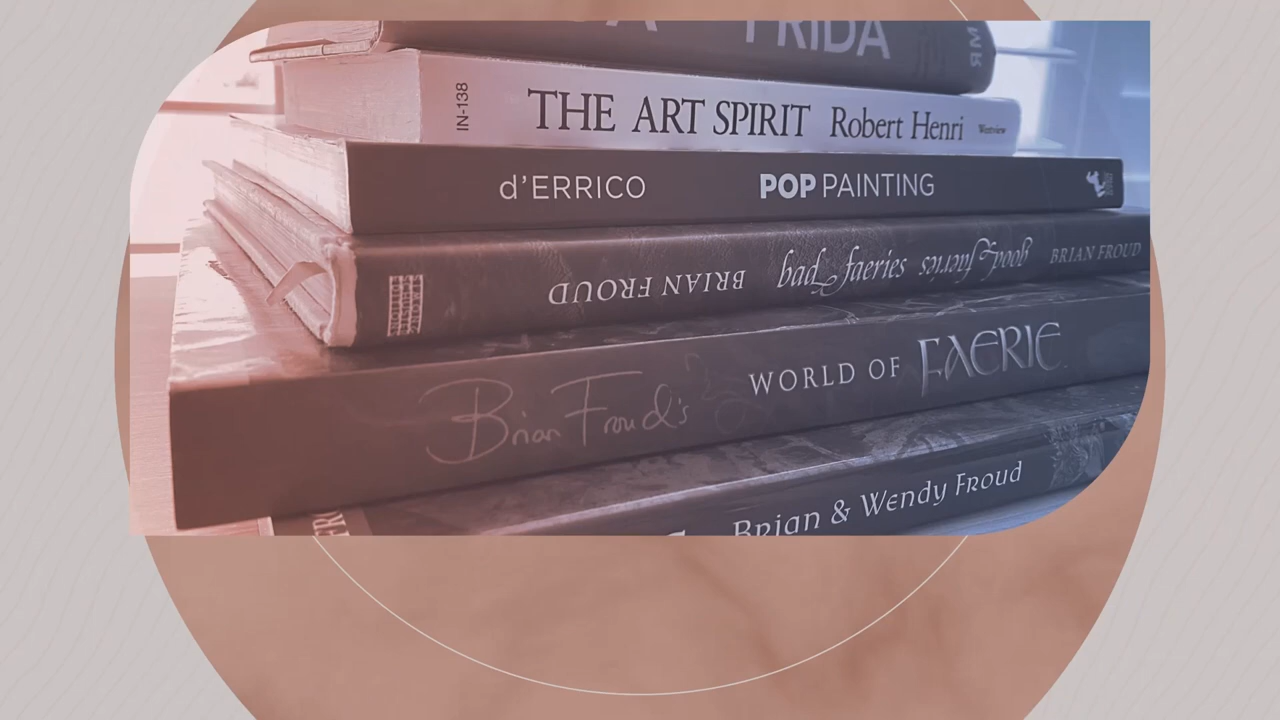 FRIDA
IN-138 THE ART SPIRIT Robert Henri Westview
d'ERRICO POP PAINTING
BRIAN FROUD bad faeries good faeries BRIAN FROUD
Brian Froud's WORLD OF FAERIE
Brian & Wendy Froud